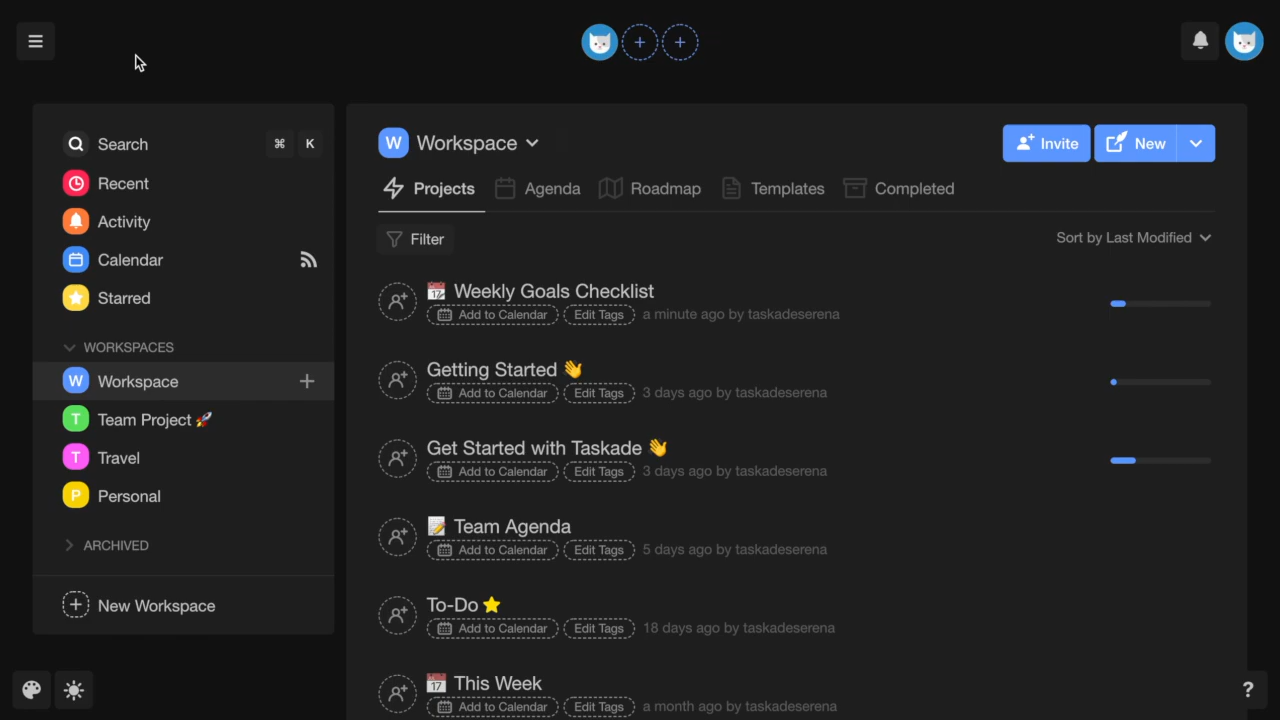 Search ⌘ K
Recent
Activity
Calendar
Starred
WORKSPACES
W Workspace
T Team Project 🚀
T Travel
P Personal
ARCHIVED
New Workspace
W Workspace
Invite
New
Projects Agenda Roadmap Templates Completed
Filter
Sort by Last Modified
📆 Weekly Goals Checklist
Add to Calendar Edit Tags a minute ago by taskadeserena
Getting Started 👋
Add to Calendar Edit Tags 3 days ago by taskadeserena
Get Started with Taskade 👋
Add to Calendar Edit Tags 3 days ago by taskadeserena
📝 Team Agenda
Add to Calendar Edit Tags 5 days ago by taskadeserena
To-Do ⭐
Add to Calendar Edit Tags 18 days ago by taskadeserena
📅 This Week
Add to Calendar Edit Tags a month ago by taskadeserena
?